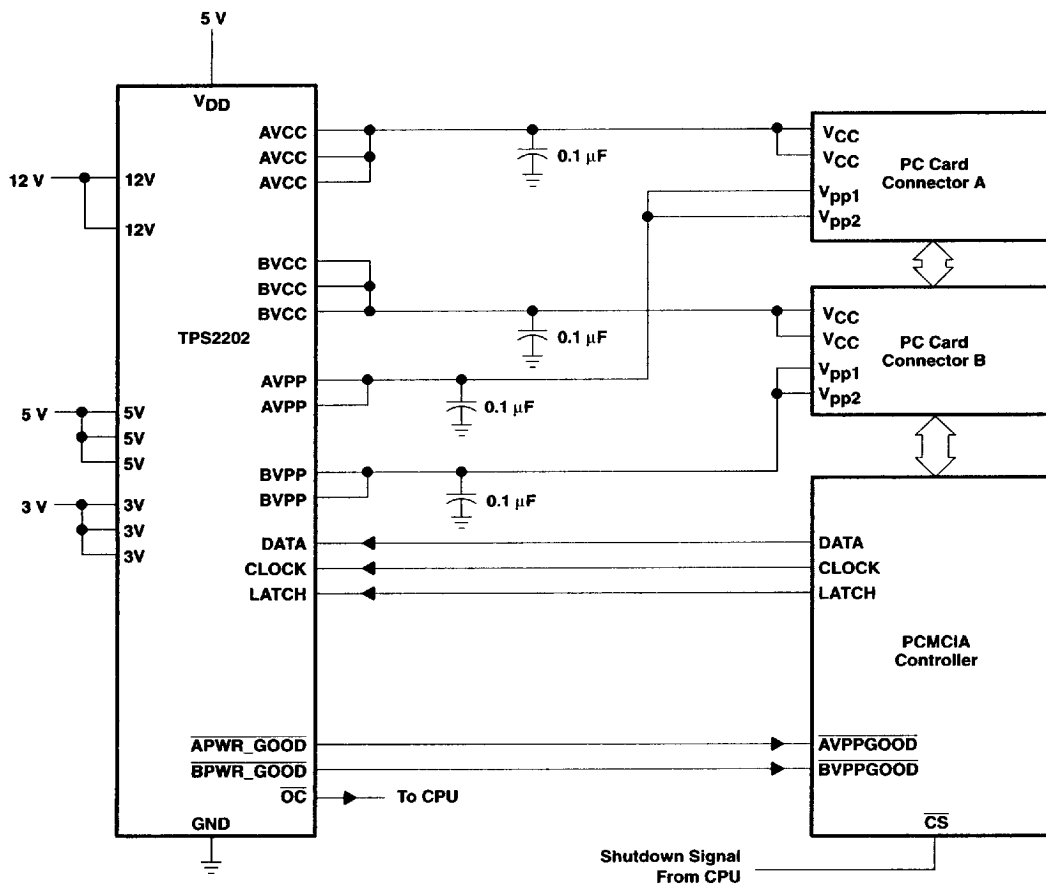 5 V
VDD
AVCC
AVCC
AVCC
12 V
12V
12V
BVCC
BVCC
BVCC
TPS2202
AVPP
AVPP
5 V
5V
5V
5V
BVPP
BVPP
3 V
3V
3V
3V
DATA
CLOCK
LATCH
APWR_GOOD
BPWR_GOOD
OC
To CPU
GND
0.1 µF
0.1 µF
0.1 µF
0.1 µF
VCC
VCC
Vpp1
Vpp2
PC Card
Connector A
VCC
VCC
Vpp1
Vpp2
PC Card
Connector B
DATA
CLOCK
LATCH
PCMCIA
Controller
AVPPGOOD
BVPPGOOD
CS
Shutdown Signal
From CPU